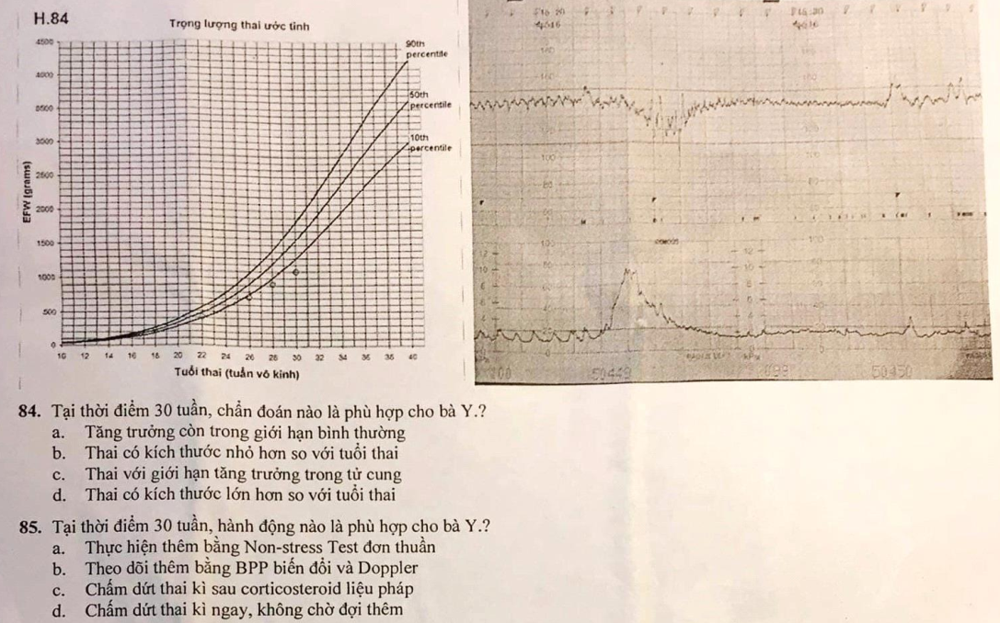 H.84
Trọng lượng thai ước tính
90th
percentile
50th
percentile
10th
percentile
4500
4000
3500
3000
2500
2000
1500
1000
500
0
EFW (grams)
10 12 14 16 18 20 22 24 26 28 30 32 34 36 38 40
Tuổi thai (tuần vô kinh)
100
80
50449
50450
84. Tại thời điểm 30 tuần, chẩn đoán nào là phù hợp cho bà Y.?
a. Tăng trưởng còn trong giới hạn bình thường
b. Thai có kích thước nhỏ hơn so với tuổi thai
c. Thai với giới hạn tăng trưởng trong tử cung
d. Thai có kích thước lớn hơn so với tuổi thai
85. Tại thời điểm 30 tuần, hành động nào là phù hợp cho bà Y.?
a. Thực hiện thêm bằng Non-stress Test đơn thuần
b. Theo dõi thêm bằng BPP biến đổi và Doppler
c. Chấm dứt thai kì sau corticosteroid liệu pháp
d. Chấm dứt thai kì ngay, không chờ đợi thêm